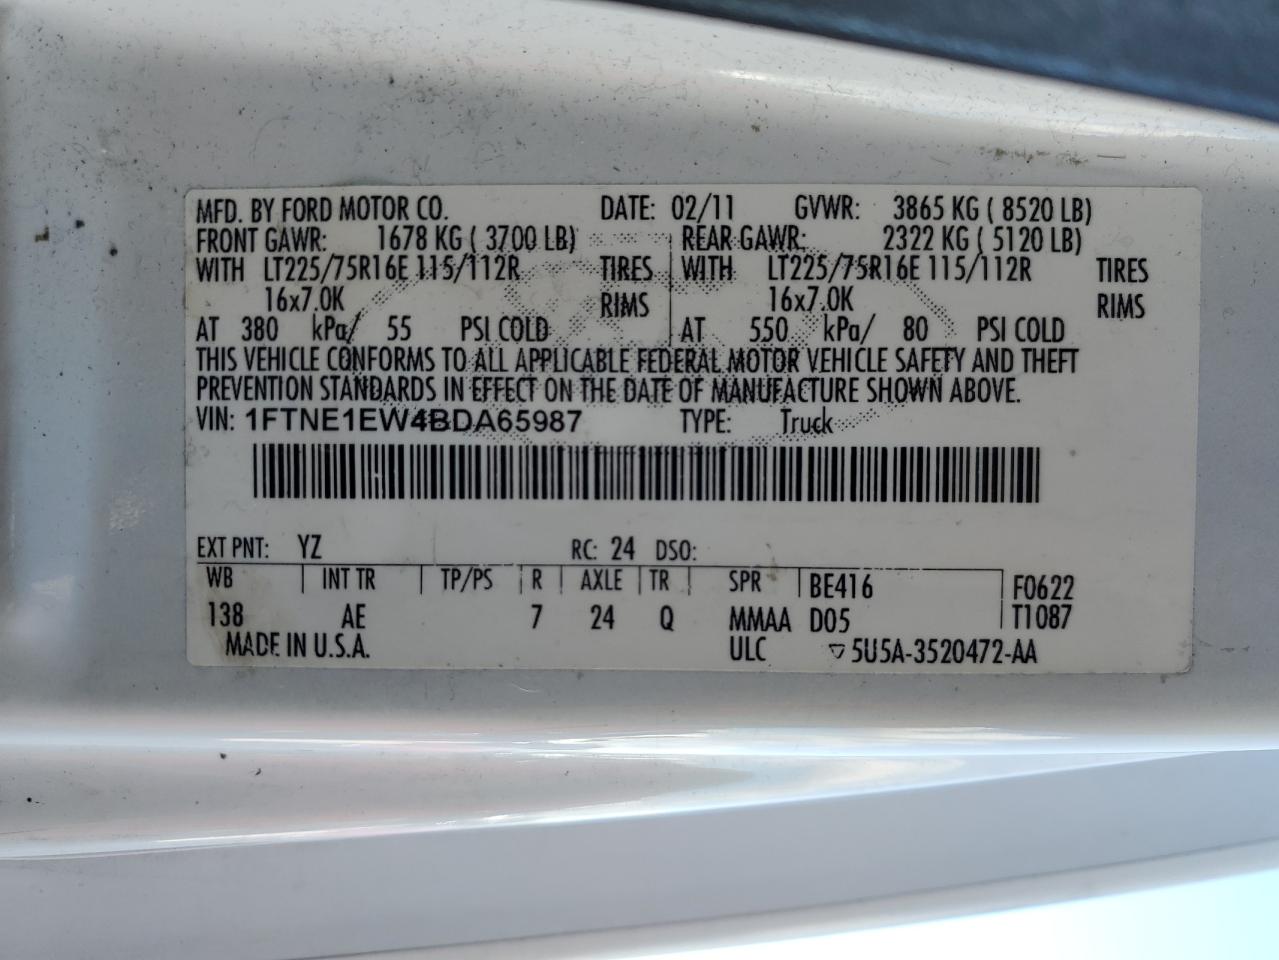 MFD. BY FORD MOTOR CO. DATE: 02/11 GVWR: 3865 KG ( 8520 LB)
FRONT GAWR: 1678 KG ( 3700 LB) REAR GAWR: 2322 KG ( 5120 LB)
WITH LT225/75R16E 115/112R TIRES WITH LT225/75R16E 115/112R TIRES
16x7.0K RIMS 16x7.0K RIMS
AT 380 kPa/ 55 PSI COLD AT 550 kPa/ 80 PSI COLD
THIS VEHICLE CONFORMS TO ALL APPLICABLE FEDERAL MOTOR VEHICLE SAFETY AND THEFT
PREVENTION STANDARDS IN EFFECT ON THE DATE OF MANUFACTURE SHOWN ABOVE.
VIN: 1FTNE1EW4BDA65987 TYPE: Truck
EXT PNT: YZ RC: 24 DSO:
WB INT TR TP/PS R AXLE TR SPR BE416 F0622
138 AE 7 24 Q MMAA D05 T1087
MADE IN U.S.A. ULC ▽5U5A-3520472-AA